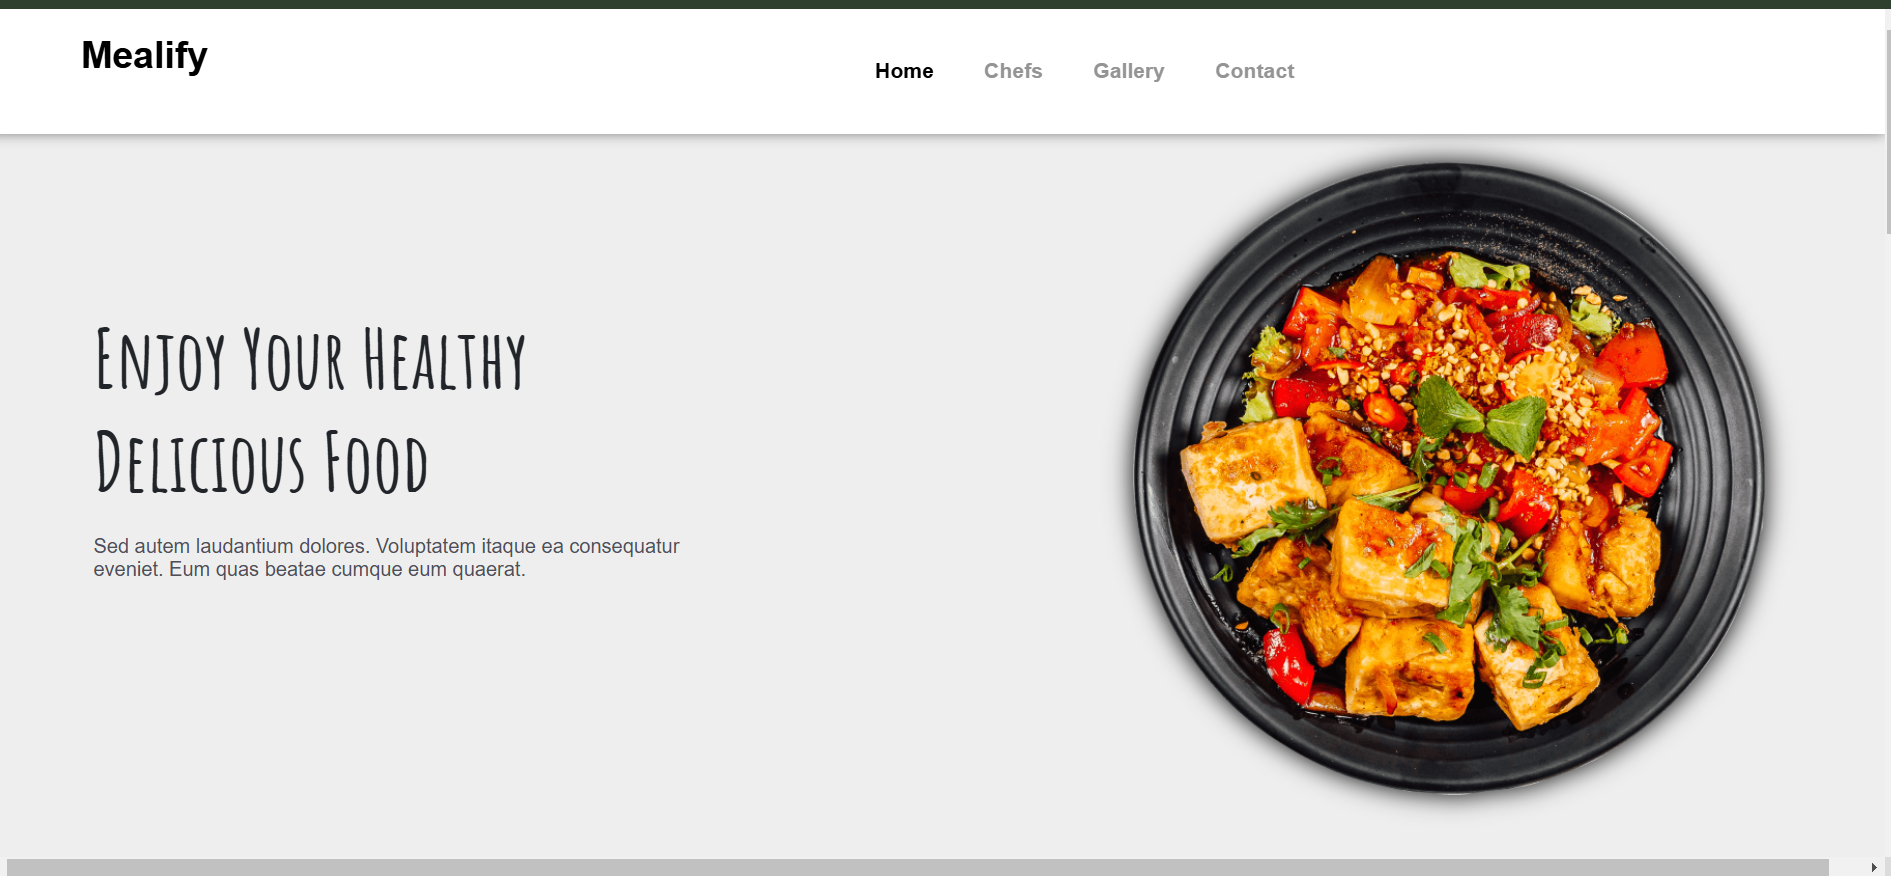 Mealify
Home
Chefs
Gallery
Contact
Enjoy Your Healthy
Delicious Food
Sed autem laudantium dolores. Voluptatem itaque ea consequatur
eveniet. Eum quas beatae cumque eum quaerat.